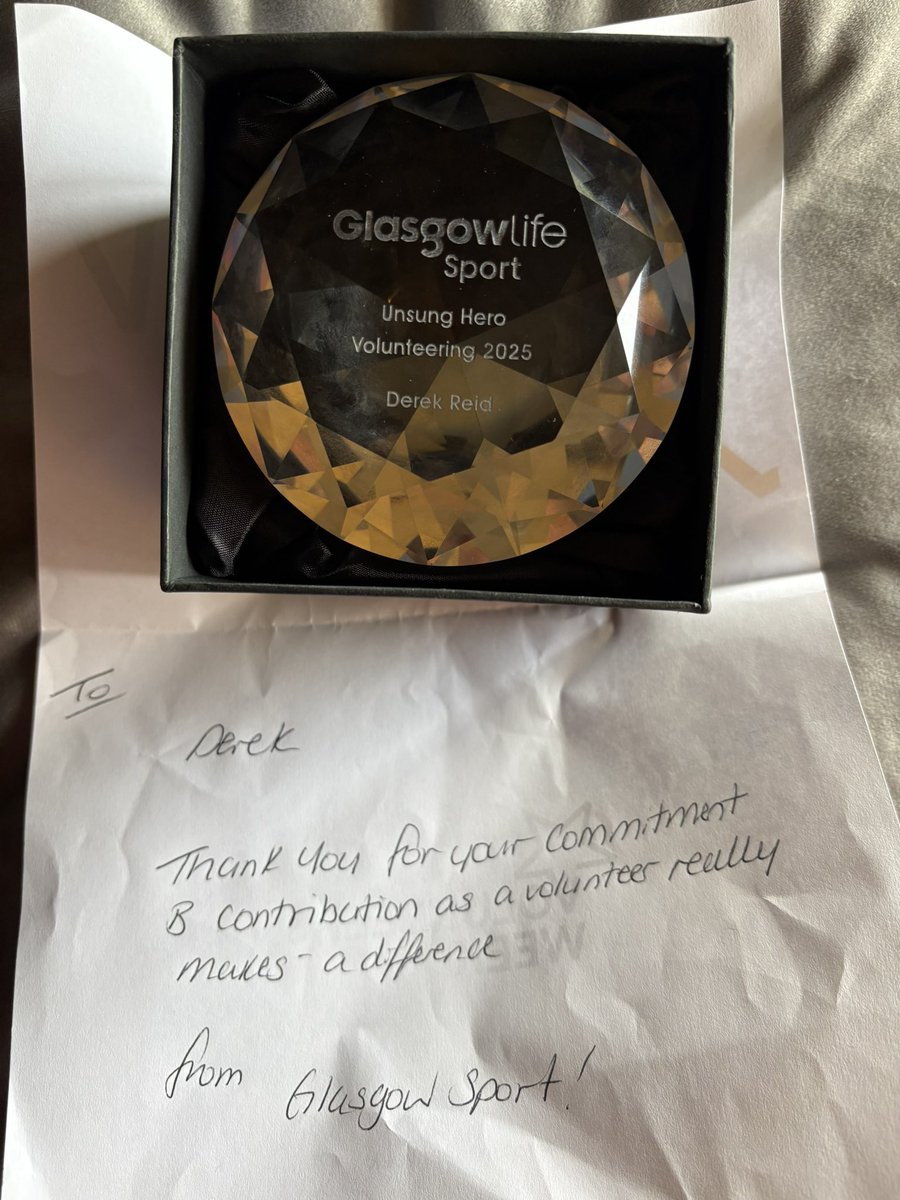 Glasgowlife
Sport
Unsung Hero
Volunteering 2025
Derek Reid
To
Derek
Thank you for your commitment
& contribution as a volunteer really
makes - a difference
from Glasgow Sport!